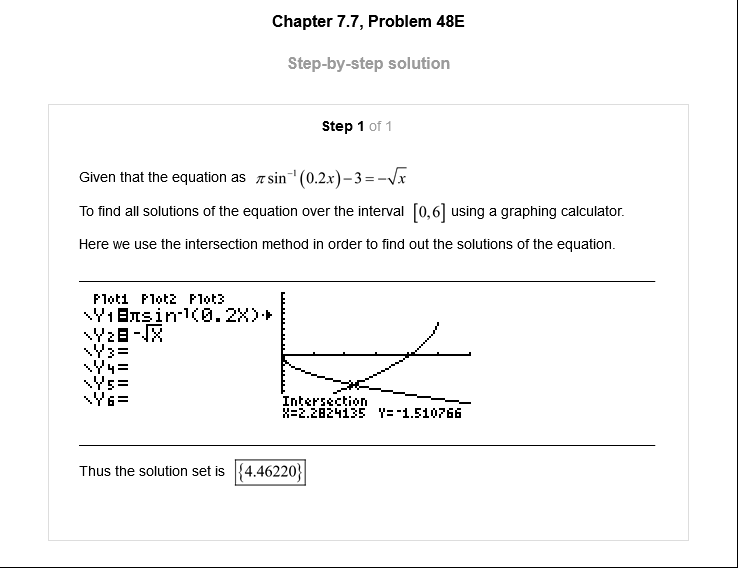 Chapter 7.7, Problem 48E
Step-by-step solution
Step 1 of 1
Given that the equation as π sin⁻¹(0.2x)−3=−√x
To find all solutions of the equation over the interval [0,6] using a graphing calculator.
Here we use the intersection method in order to find out the solutions of the equation.
Plot1 Plot2 Plot3
\Y1=πsin⁻¹(0.2X)
\Y2=-√X
\Y3=
\Y4=
\Y5=
\Y6=
Intersection
X=2.2824135 Y=-1.510766
Thus the solution set is {4.46220}